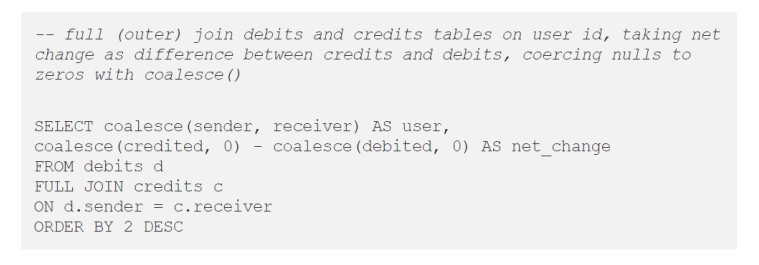 -- full (outer) join debits and credits tables on user id, taking net
change as difference between credits and debits, coercing nulls to
zeros with coalesce()
SELECT coalesce(sender, receiver) AS user,
coalesce(credited, 0) - coalesce(debited, 0) AS net_change
FROM debits d
FULL JOIN credits c
ON d.sender = c.receiver
ORDER BY 2 DESC